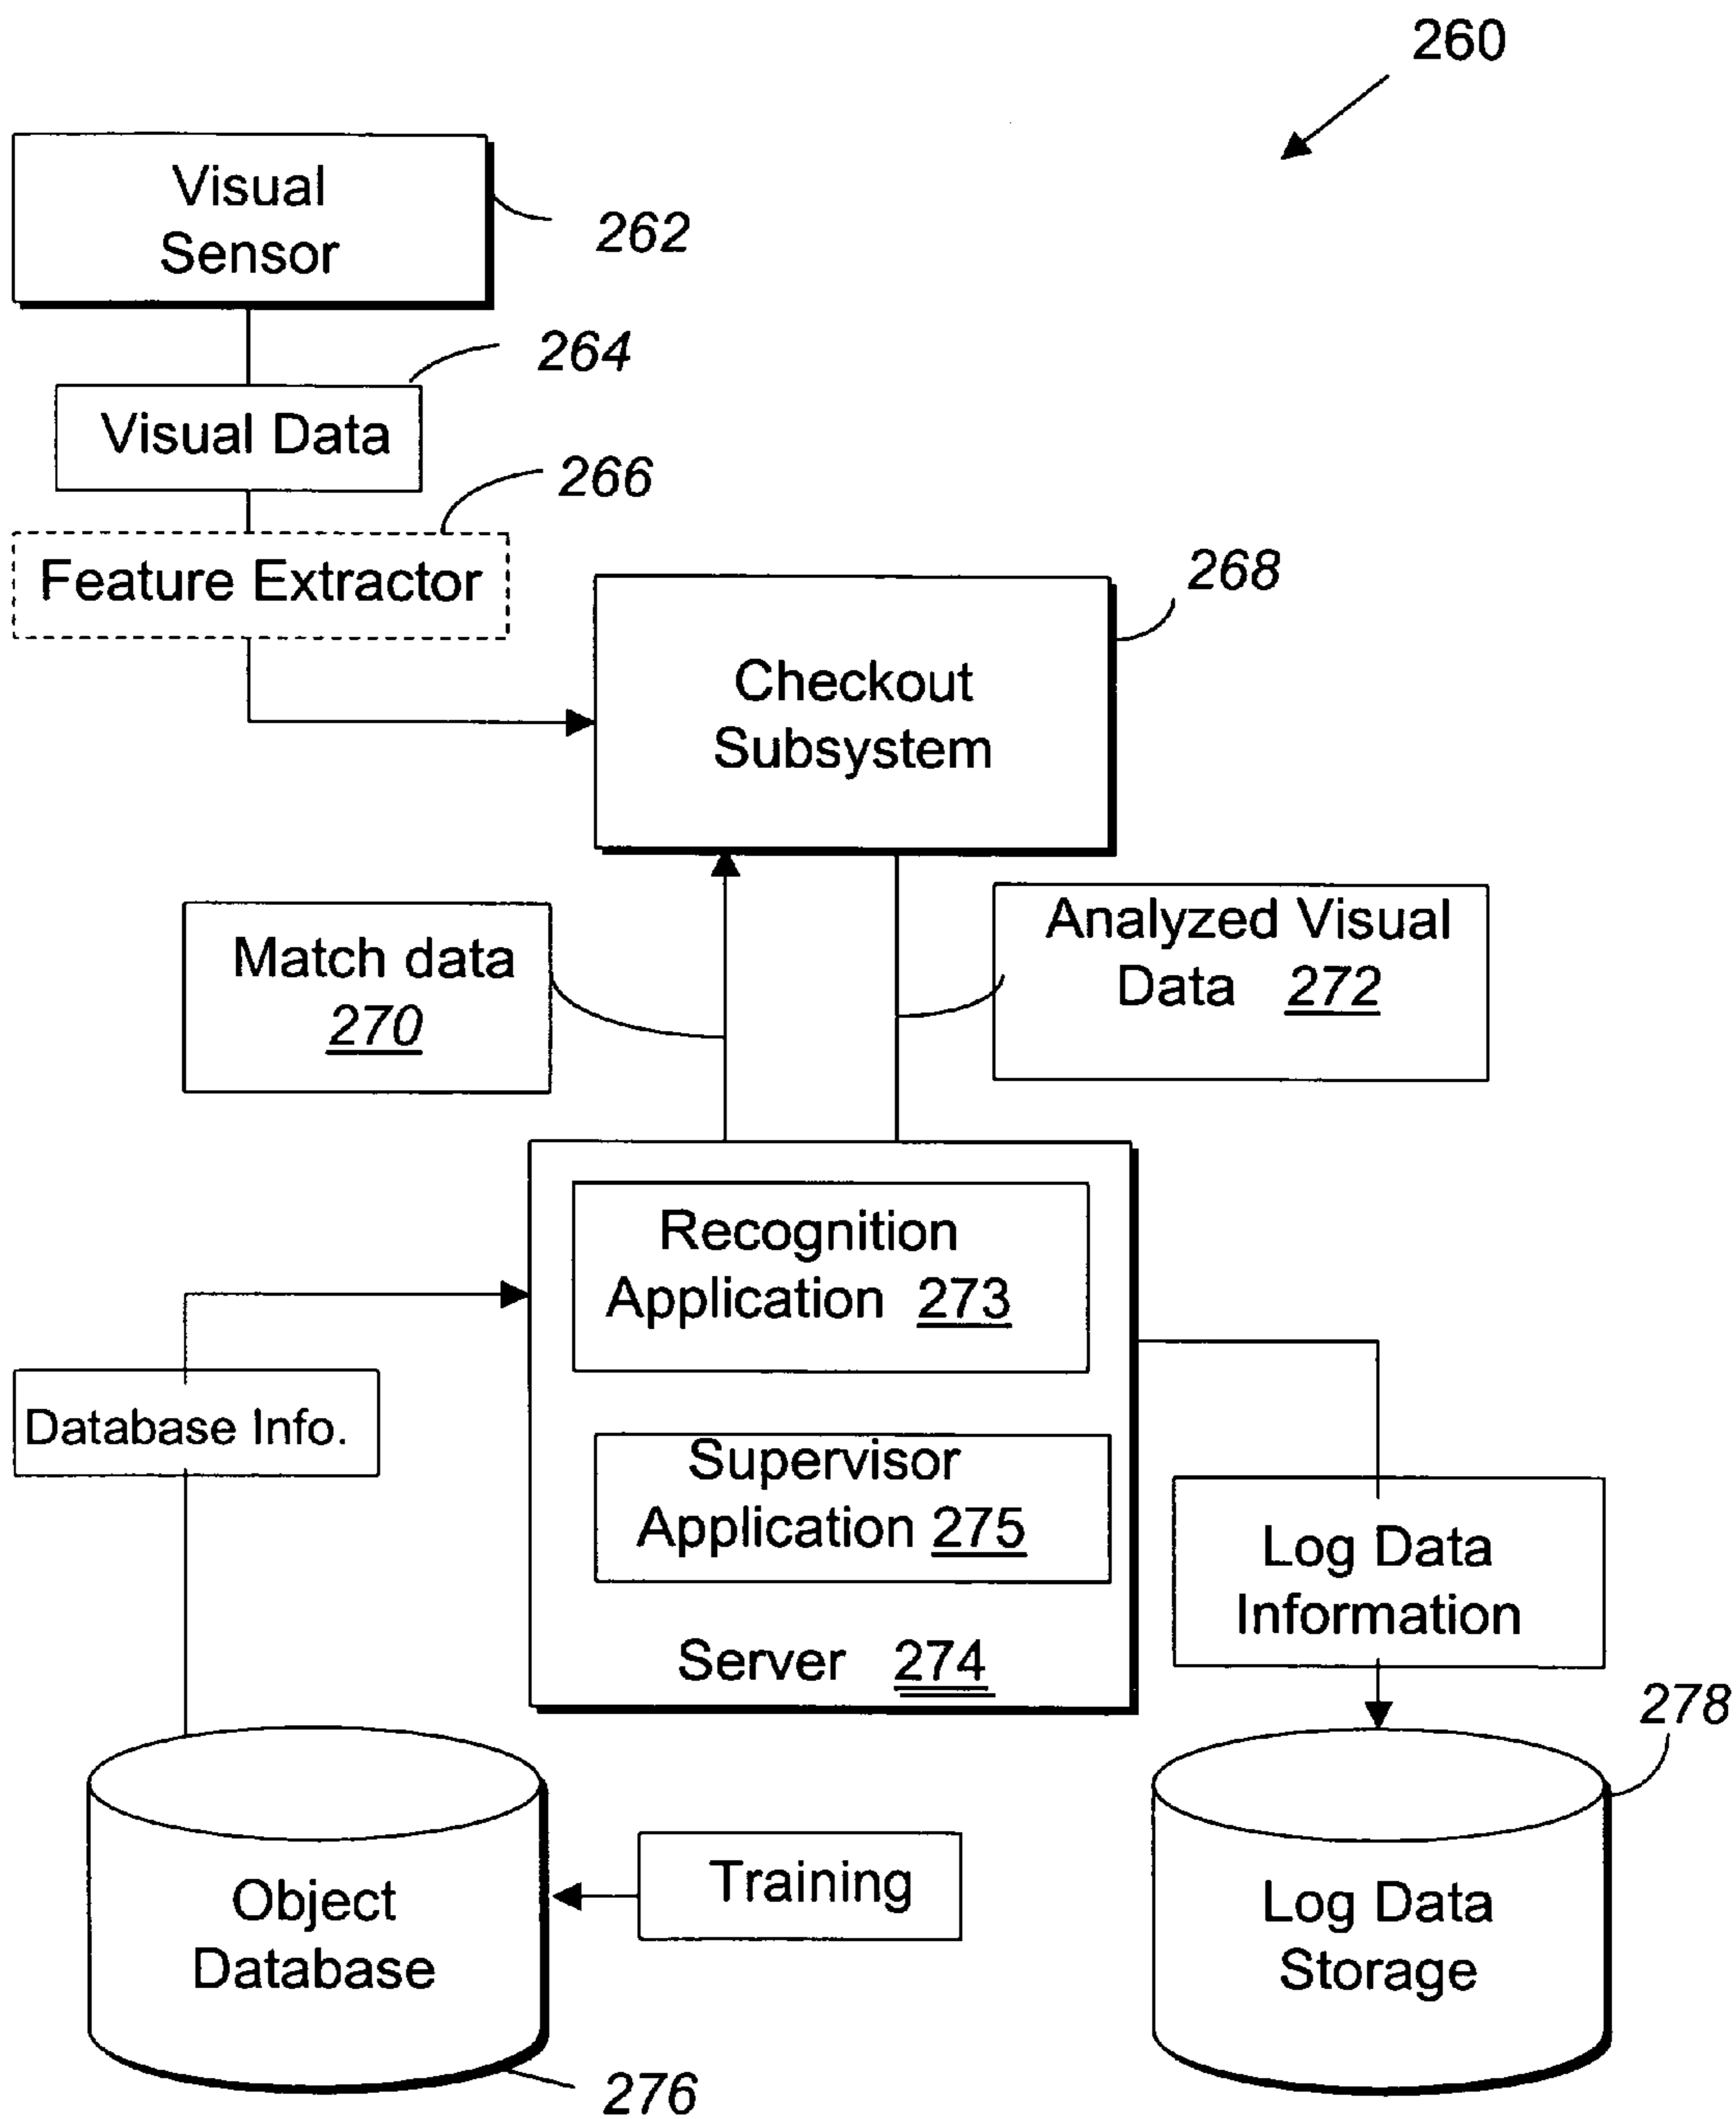 260
Visual
Sensor
262
264
Visual Data
266
Feature Extractor
268
Checkout
Subsystem
Match data
270
Analyzed Visual
Data 272
Recognition
Application 273
Database Info.
Supervisor
Application 275
Log Data
Information
Server 274
278
Object
Database
Training
Log Data
Storage
276